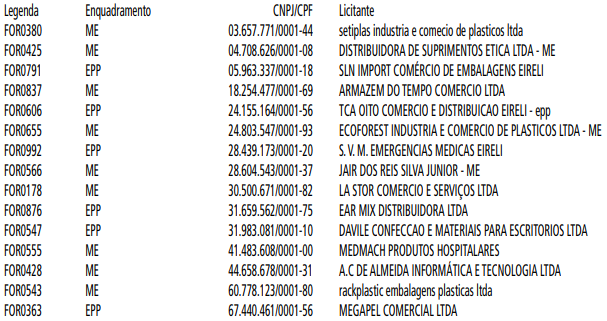 Legenda Enquadramento CNPJ/CPF Licitante
FOR0380 ME 03.657.771/0001-44 setiplas industria e comecio de plasticos ltda
FOR0425 ME 04.708.626/0001-08 DISTRIBUIDORA DE SUPRIMENTOS ETICA LTDA - ME
FOR0791 EPP 05.963.337/0001-18 SLN IMPORT COMÉRCIO DE EMBALAGENS EIRELI
FOR0837 ME 18.254.477/0001-69 ARMAZEM DO TEMPO COMERCIO LTDA
FOR0606 EPP 24.155.164/0001-56 TCA OITO COMERCIO E DISTRIBUICAO EIRELI - epp
FOR0655 ME 24.803.547/0001-93 ECOFOREST INDUSTRIA E COMERCIO DE PLASTICOS LTDA - ME
FOR0992 EPP 28.439.173/0001-20 S. V. M. EMERGENCIAS MEDICAS EIRELI
FOR0566 ME 28.604.543/0001-37 JAIR DOS REIS SILVA JUNIOR - ME
FOR0178 ME 30.500.671/0001-82 LA STOR COMERCIO E SERVIÇOS LTDA
FOR0876 EPP 31.659.562/0001-75 EAR MIX DISTRIBUIDORA LTDA
FOR0547 EPP 31.983.081/0001-10 DAVILE CONFECCAO E MATERIAIS PARA ESCRITORIOS LTDA
FOR0555 ME 41.483.608/0001-00 MEDMACH PRODUTOS HOSPITALARES
FOR0428 ME 44.658.678/0001-31 A.C DE ALMEIDA INFORMÁTICA E TECNOLOGIA LTDA
FOR0543 ME 60.778.123/0001-80 rackplastic embalagens plasticas ltda
FOR0363 EPP 67.440.461/0001-56 MEGAPEL COMERCIAL LTDA